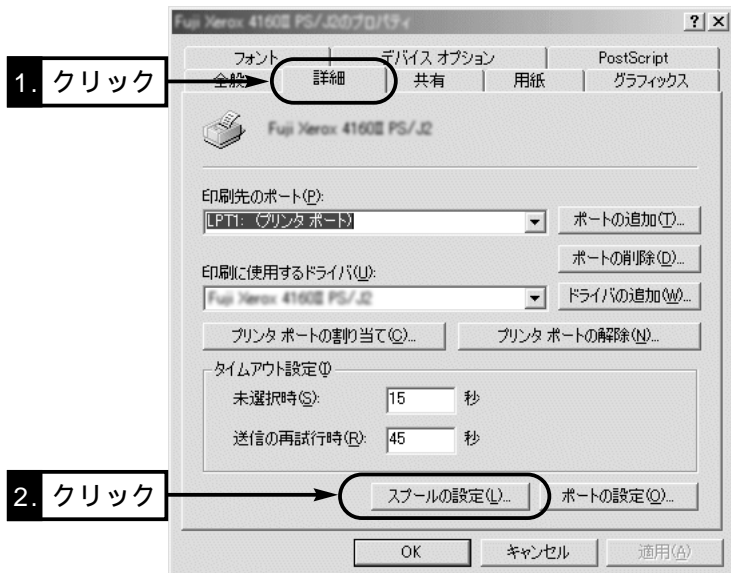 Fuji Xerox 4160Ⅱ PS/J2のプロパティ
? ×
フォント デバイス オプション PostScript
全般 詳細 共有 用紙 グラフィックス
1. クリック
Fuji Xerox 4160Ⅱ PS/J2
印刷先のポート(P):
LPT1: (プリンタ ポート)
ポートの追加(T)...
ポートの削除(D)...
印刷に使用するドライバ(U):
Fuji Xerox 4160Ⅱ PS/J2
ドライバの追加(W)...
プリンタ ポートの割り当て(C)... プリンタ ポートの解除(N)...
タイムアウト設定(I)
未選択時(S): 15 秒
送信の再試行時(R): 45 秒
2. クリック
スプールの設定(L)... ポートの設定(O)...
OK キャンセル 適用(A)